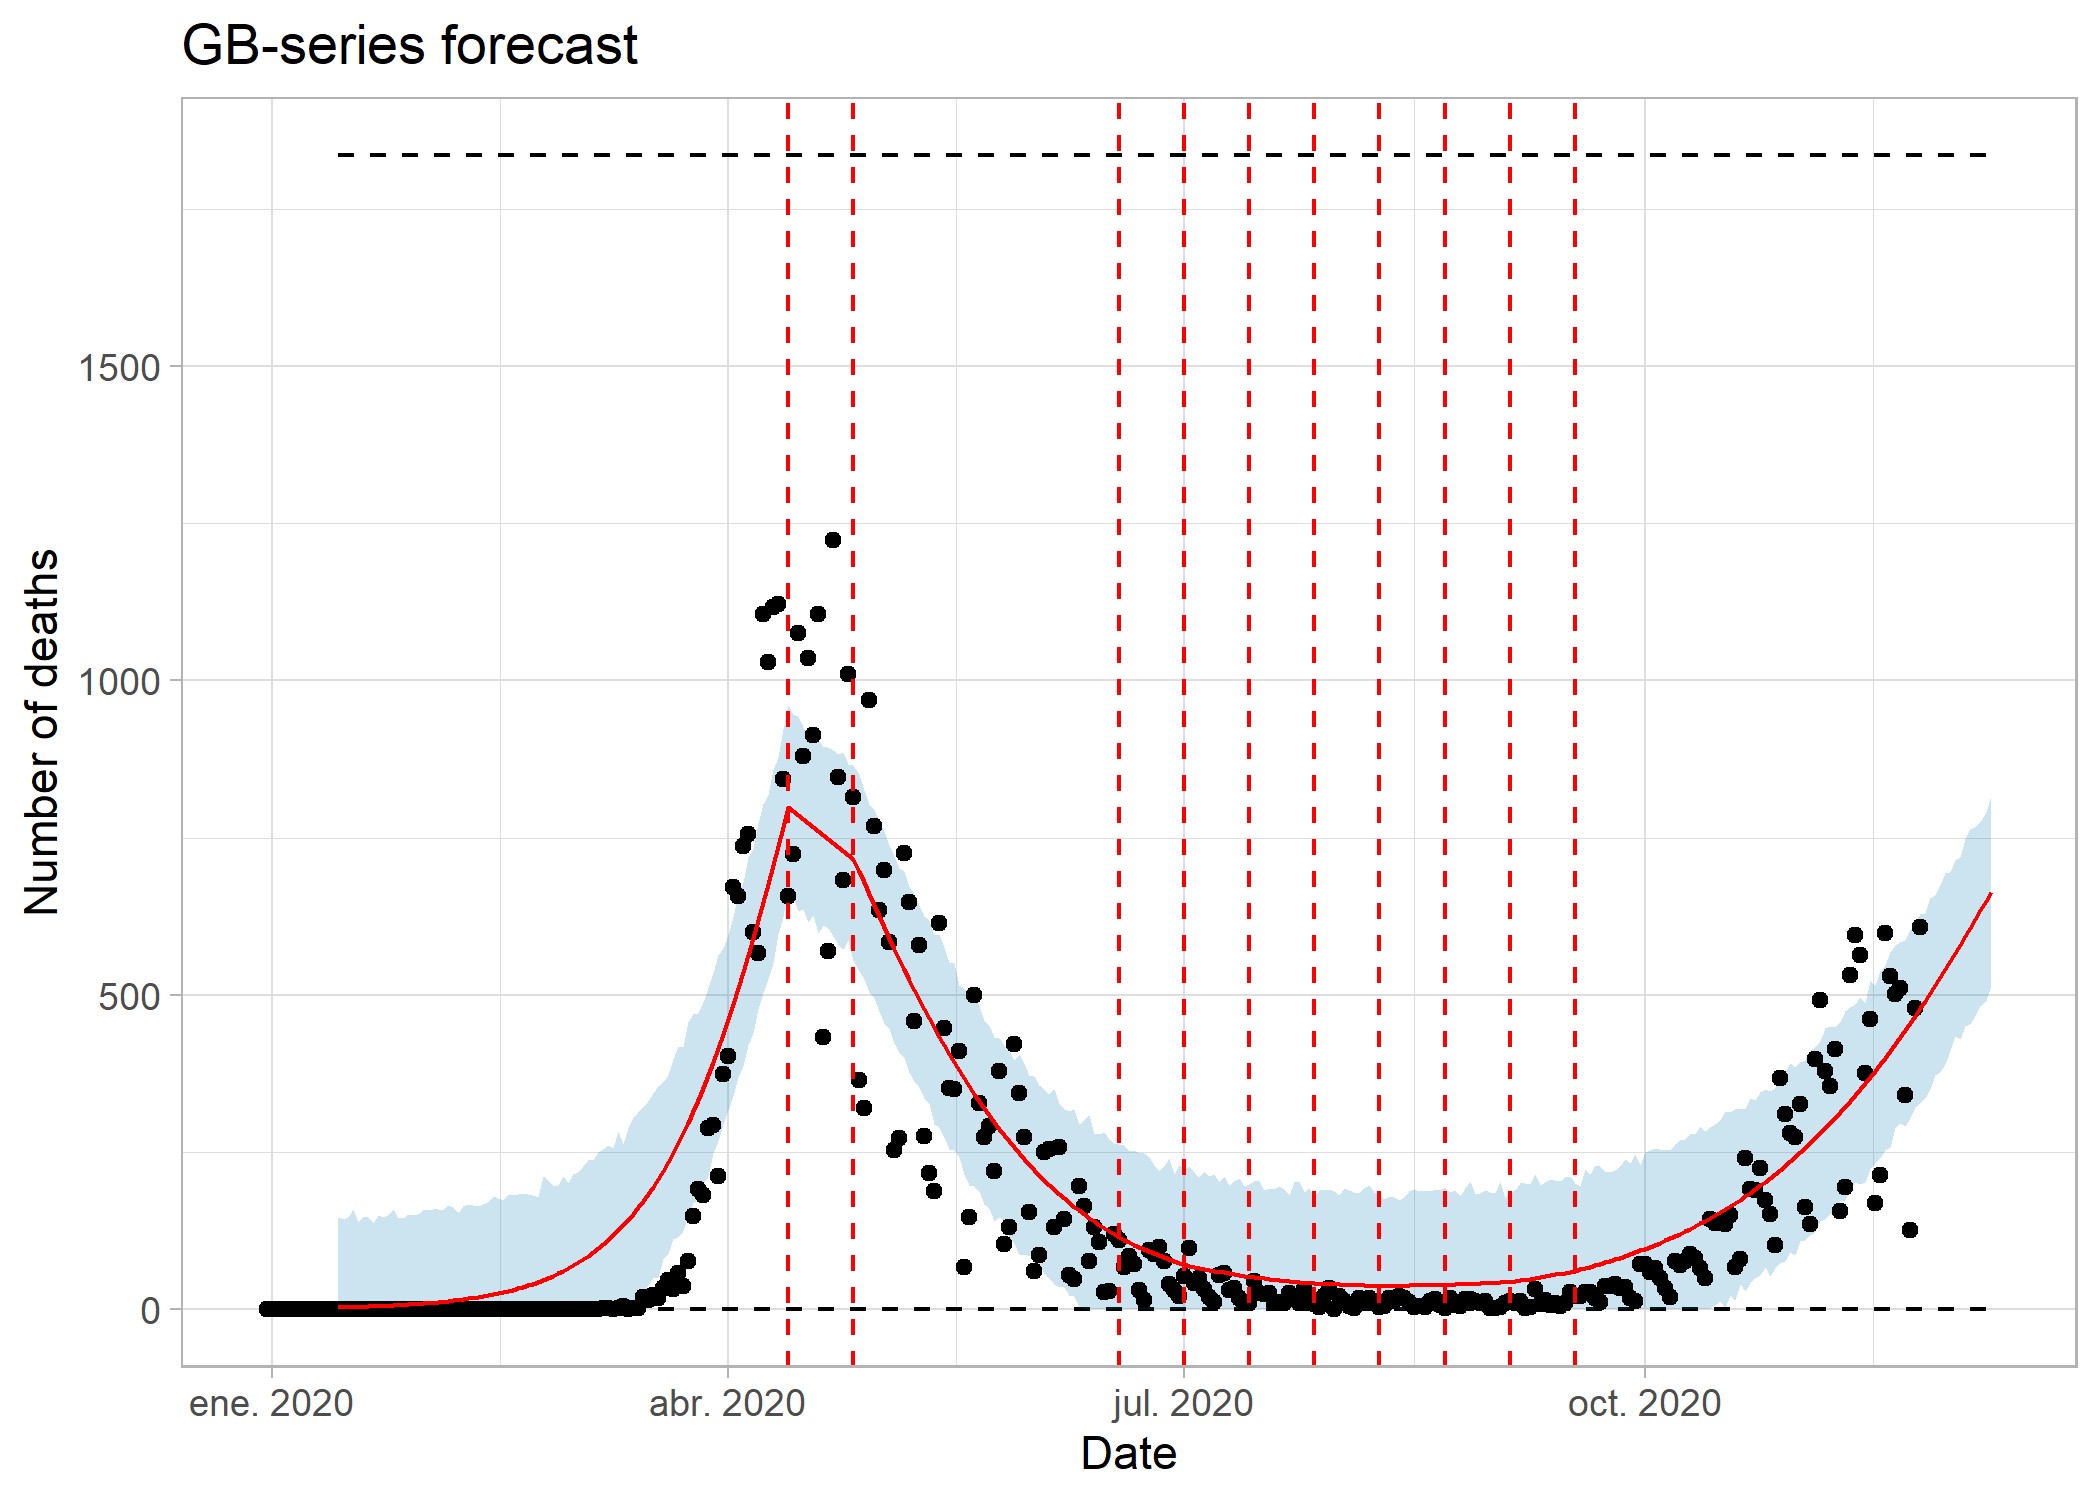 GB-series forecast
Number of deaths
1500
1000
500
0
ene. 2020
abr. 2020
jul. 2020
oct. 2020
Date